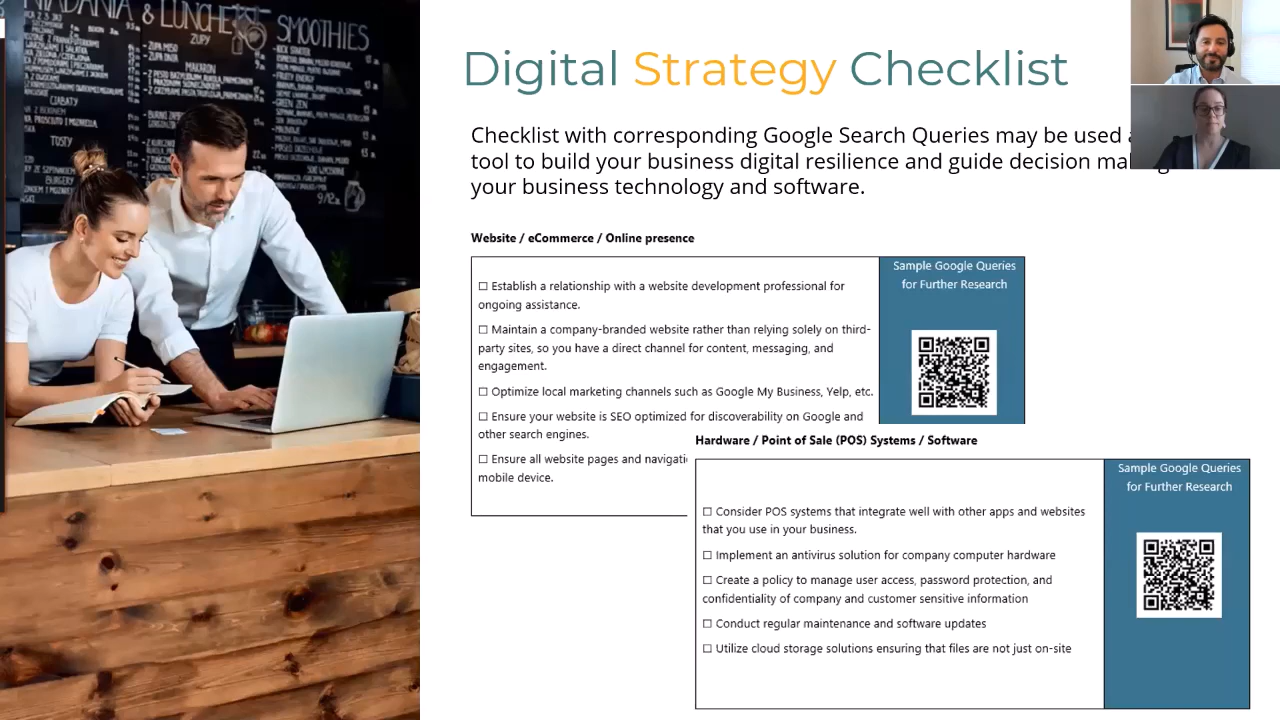 SMOOTHIES
ZUPY
MAKARON
CIABATY
TOSTY
Digital Strategy Checklist
Checklist with corresponding Google Search Queries may be used
tool to build your business digital resilience and guide decision
your business technology and software.
Website / eCommerce / Online presence
Sample Google Queries
for Further Research
☐ Establish a relationship with a website development professional for
ongoing assistance.
☐ Maintain a company-branded website rather than relying solely on third-
party sites, so you have a direct channel for content, messaging, and
engagement.
☐ Optimize local marketing channels such as Google My Business, Yelp, etc.
☐ Ensure your website is SEO optimized for discoverability on Google and
other search engines.
☐ Ensure all website pages and navigati
mobile device.
Hardware / Point of Sale (POS) Systems / Software
Sample Google Queries
for Further Research
☐ Consider POS systems that integrate well with other apps and websites
that you use in your business.
☐ Implement an antivirus solution for company computer hardware
☐ Create a policy to manage user access, password protection, and
confidentiality of company and customer sensitive information
☐ Conduct regular maintenance and software updates
☐ Utilize cloud storage solutions ensuring that files are not just on-site